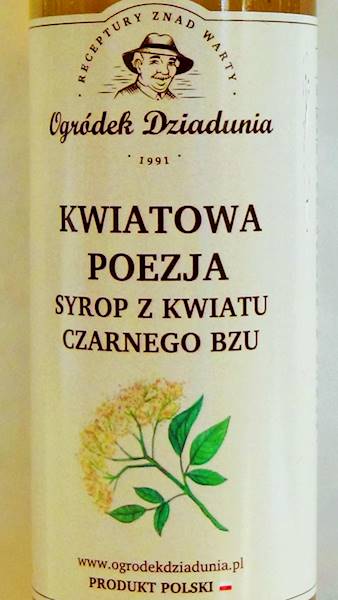 · RECEPTURY ZNAD WARTY ·
Ogródek Dziadunia
· 1991 ·
KWIATOWA
POEZJA
SYROP Z KWIATU
CZARNEGO BZU
www.ogrodekdziadunia.pl
PRODUKT POLSKI